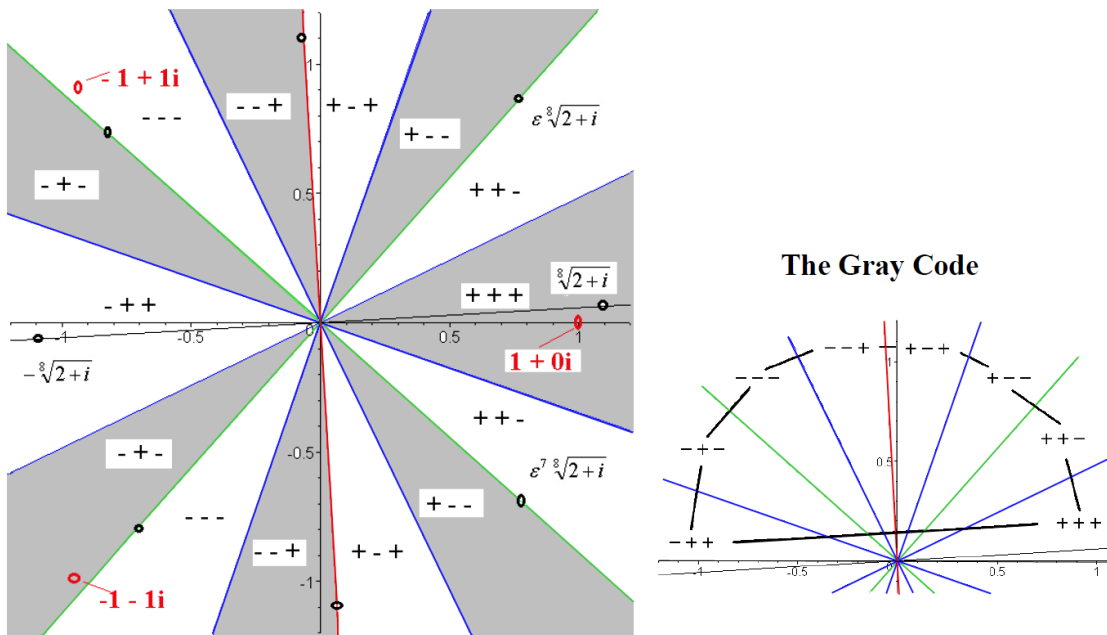 1
- 1 + 1i
- - +
+ - +
ε ⁸√2+i
- - -
+ - -
- + -
0.5
+ + -
⁸√2+i
+ + +
- + +
-1
-0.5
0.5
1
1 + 0i
- ⁸√2+i
+ + -
- + -
-0.5
ε⁷ ⁸√2+i
- - -
+ - -
- - +
+ - +
-1
-1 - 1i
The Gray Code
- - +
1
+ - +
- - -
+ - -
- + -
0.5
+ + -
- + +
+ + +
-1
-0.5
0
0.5
1